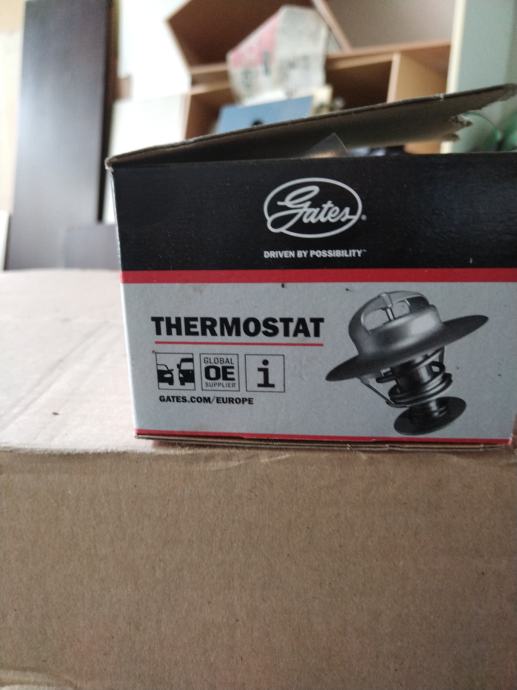 Gates®
DRIVEN BY POSSIBILITY™
THERMOSTAT
GLOBAL
OE
SUPPLIER
i
GATES.COM/EUROPE